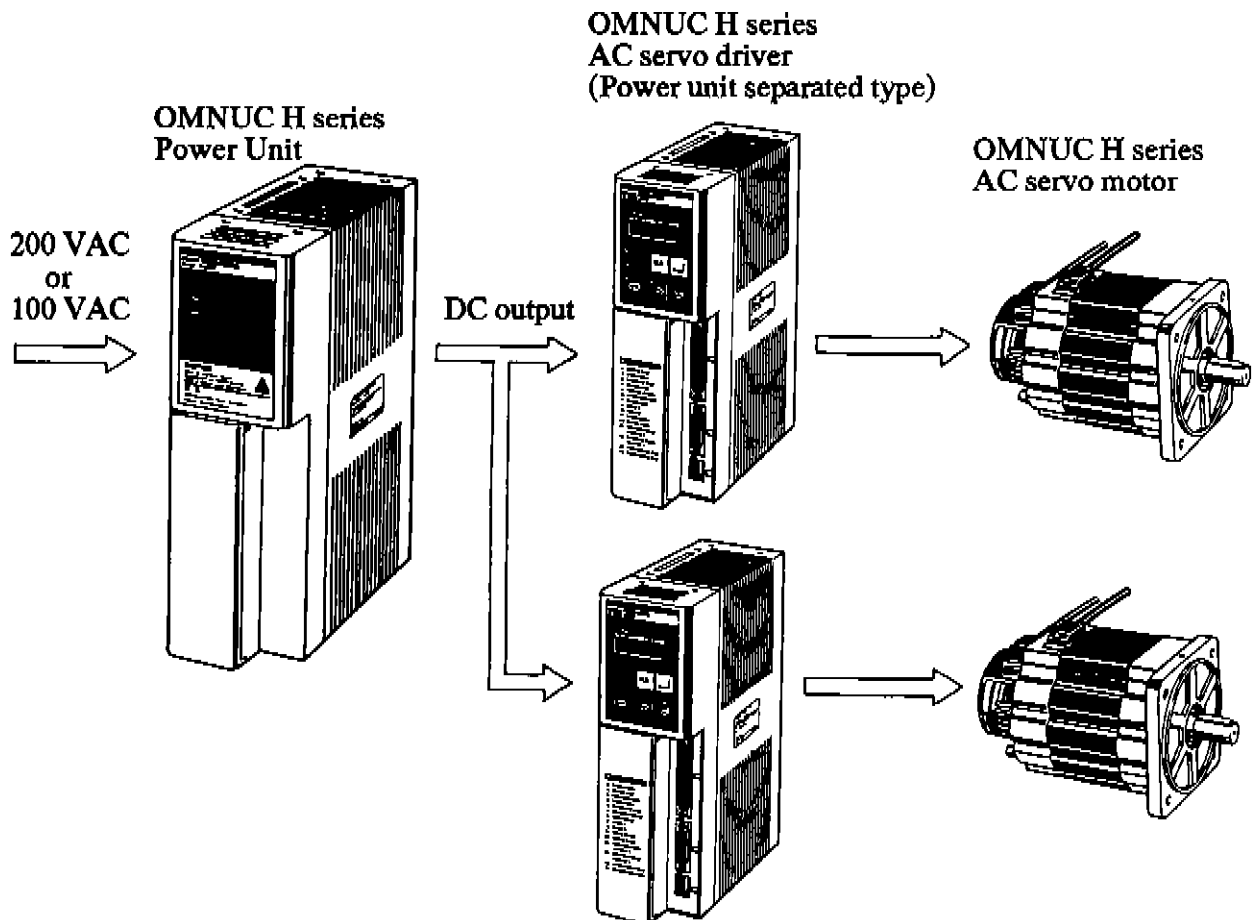 OMNUC H series
AC servo driver
(Power unit separated type)
OMNUC H series
Power Unit
OMNUC H series
AC servo motor
200 VAC
or
100 VAC
DC output